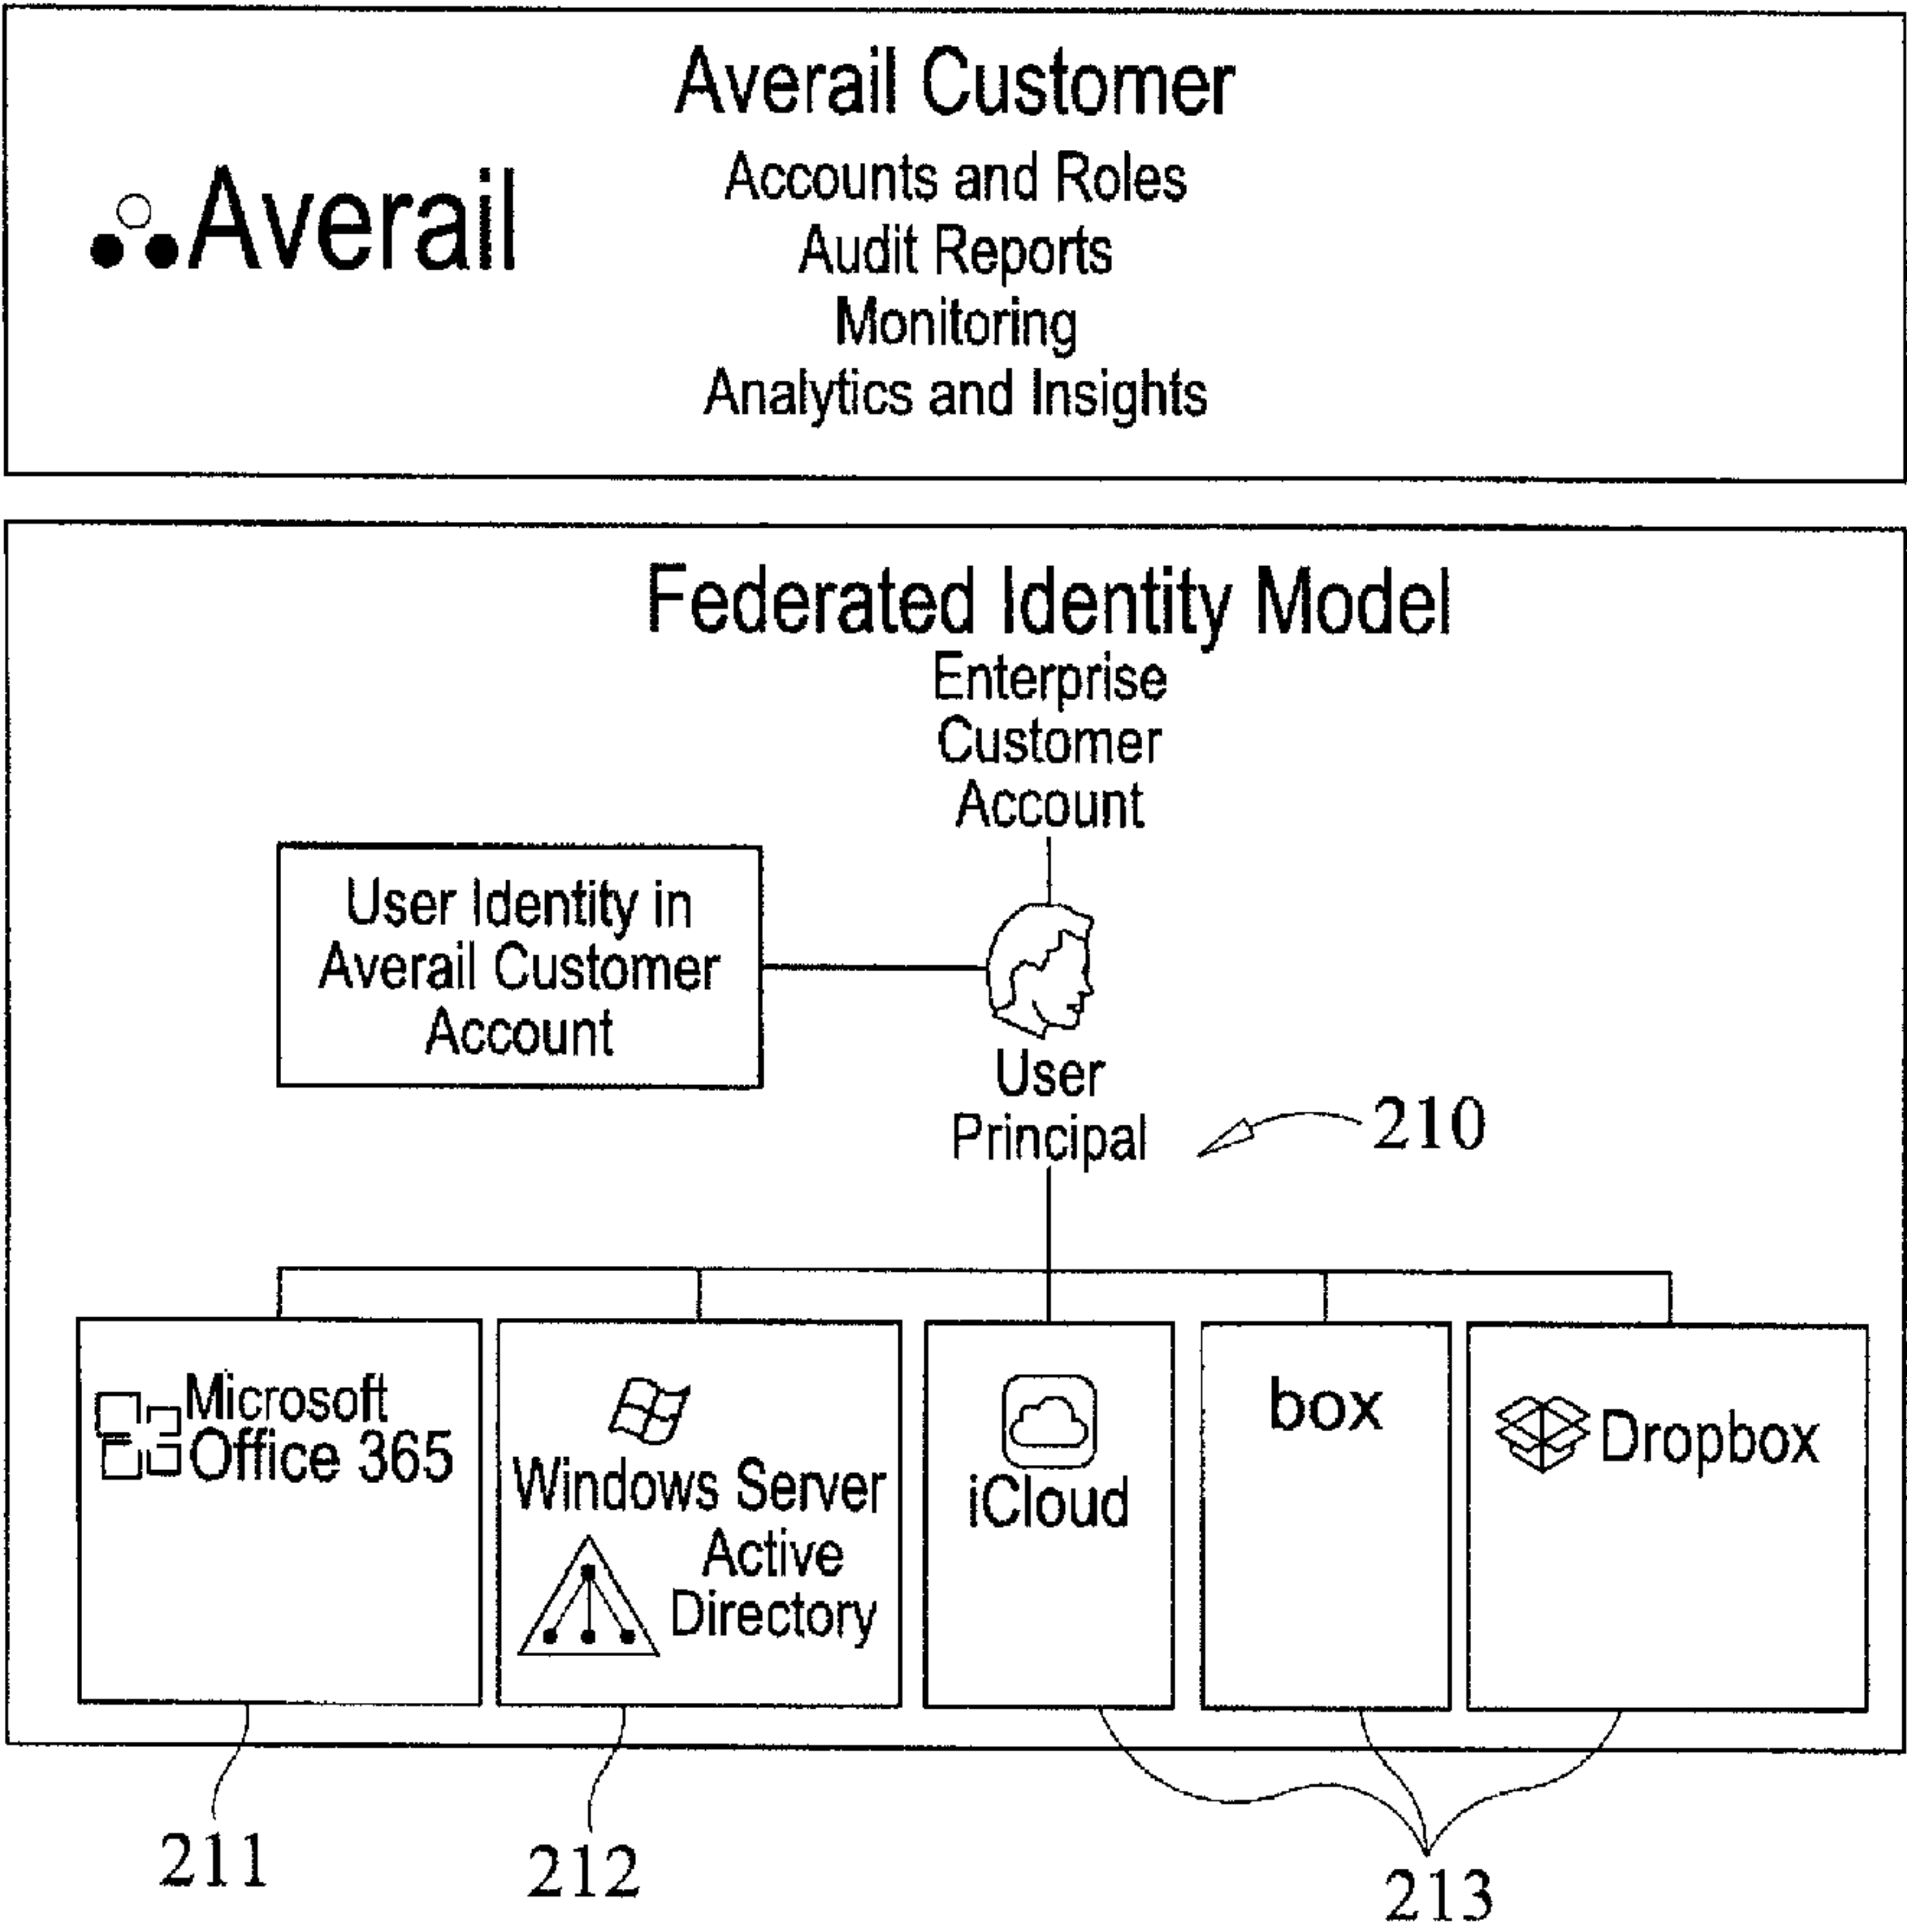 Averail Customer
Averail
Accounts and Roles
Audit Reports
Monitoring
Analytics and Insights
Federated Identity Model
Enterprise
Customer
Account
User Identity in
Averail Customer
Account
User
Principal
210
Microsoft
Office 365
Windows Server
Active
Directory
iCloud
box
Dropbox
211
212
213